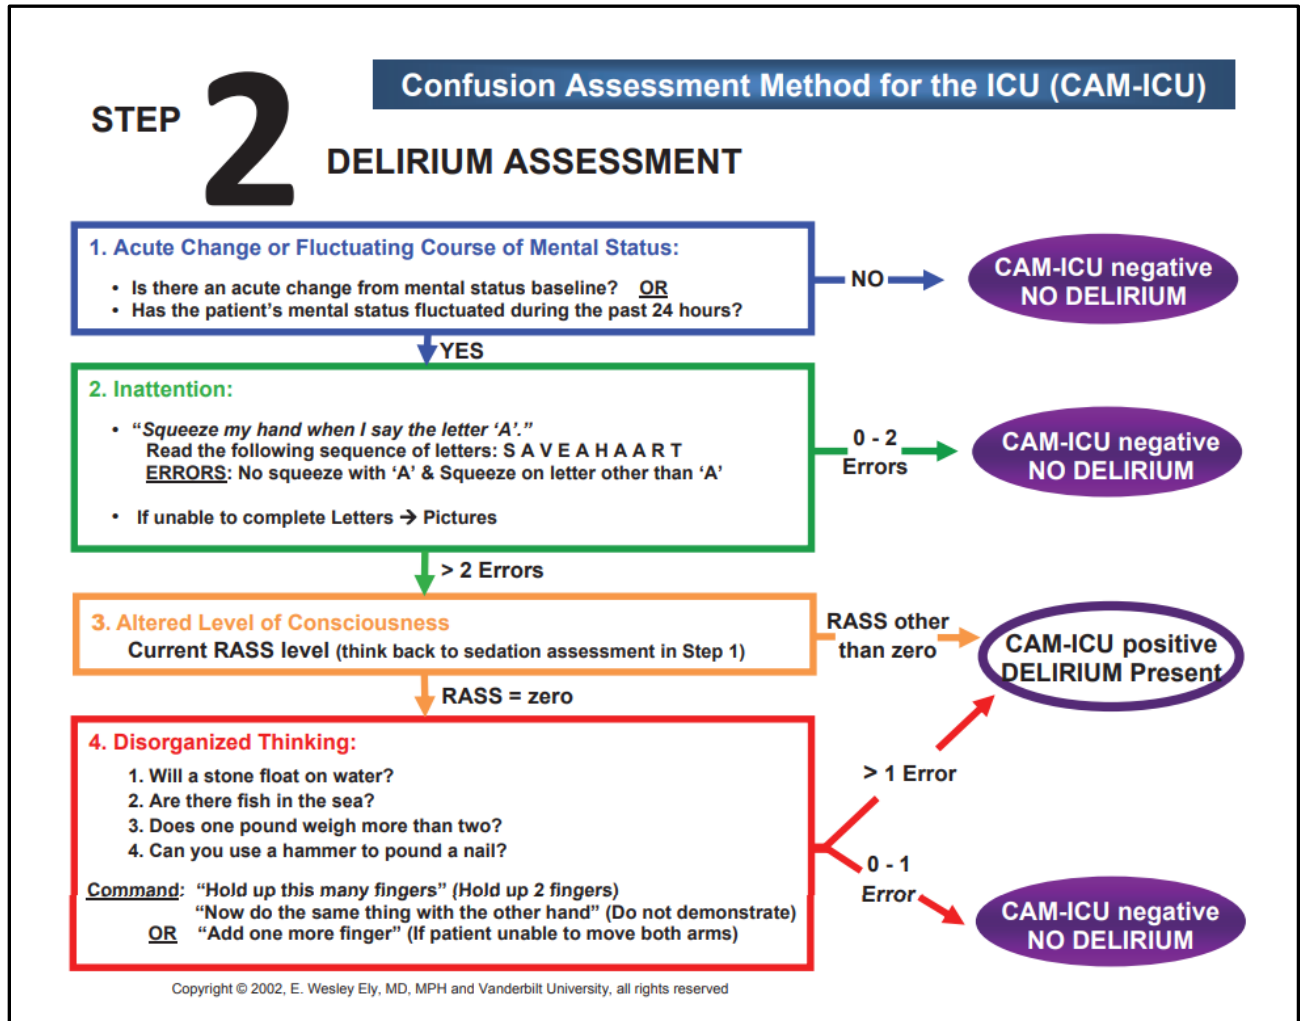 Confusion Assessment Method for the ICU (CAM-ICU)
STEP 2
DELIRIUM ASSESSMENT
1. Acute Change or Fluctuating Course of Mental Status:
• Is there an acute change from mental status baseline? OR
• Has the patient's mental status fluctuated during the past 24 hours?
NO
CAM-ICU negative
NO DELIRIUM
YES
2. Inattention:
• "Squeeze my hand when I say the letter 'A'."
Read the following sequence of letters: S A V E A H A A R T
ERRORS: No squeeze with 'A' & Squeeze on letter other than 'A'
• If unable to complete Letters → Pictures
0 - 2
Errors
CAM-ICU negative
NO DELIRIUM
> 2 Errors
3. Altered Level of Consciousness
Current RASS level (think back to sedation assessment in Step 1)
RASS other
than zero
CAM-ICU positive
DELIRIUM Present
RASS = zero
4. Disorganized Thinking:
1. Will a stone float on water?
2. Are there fish in the sea?
3. Does one pound weigh more than two?
4. Can you use a hammer to pound a nail?
Command: "Hold up this many fingers" (Hold up 2 fingers)
"Now do the same thing with the other hand" (Do not demonstrate)
OR "Add one more finger" (If patient unable to move both arms)
> 1 Error
0 - 1
Error
CAM-ICU negative
NO DELIRIUM
Copyright © 2002, E. Wesley Ely, MD, MPH and Vanderbilt University, all rights reserved